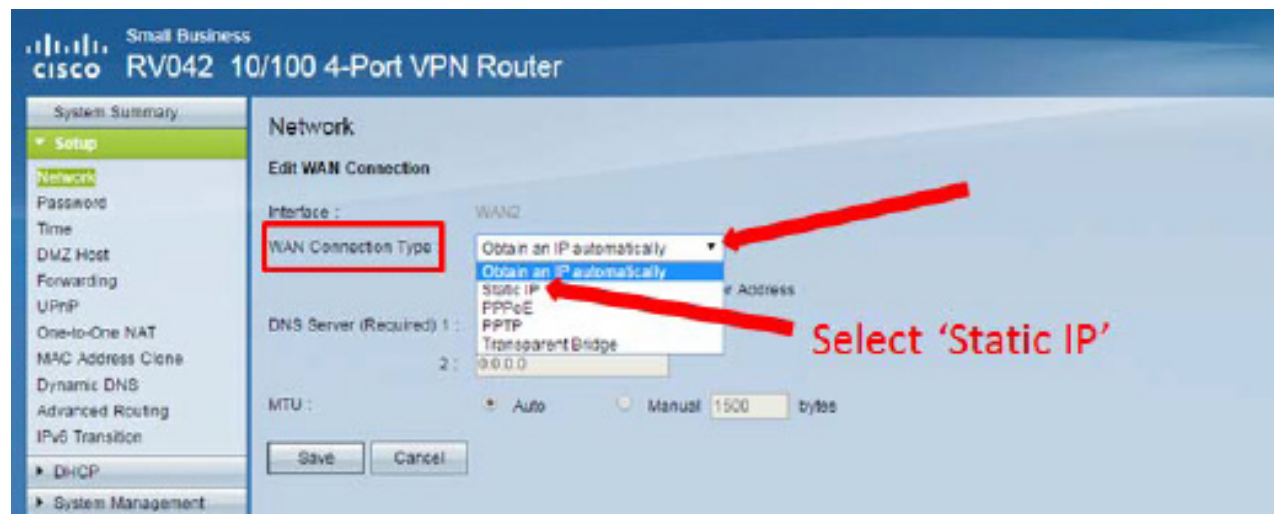 Small Business
CISCO RV042 10/100 4-Port VPN Router
System Summary
Setup
Network
Password
Time
DMZ Host
Forwarding
UPnP
One-to-One NAT
MAC Address Clone
Dynamic DNS
Advanced Routing
IPv6 Transition
DHCP
System Management
Network
Edit WAN Connection
Interface : WAN2
WAN Connection Type : Obtain an IP automatically
Obtain an IP automatically
Static IP
PPPoE
PPTP
Transparent Bridge
Address
DNS Server (Required) 1 :
2 : 0.0.0.0
MTU : Auto Manual 1500 bytes
Save Cancel
Select ‘Static IP’